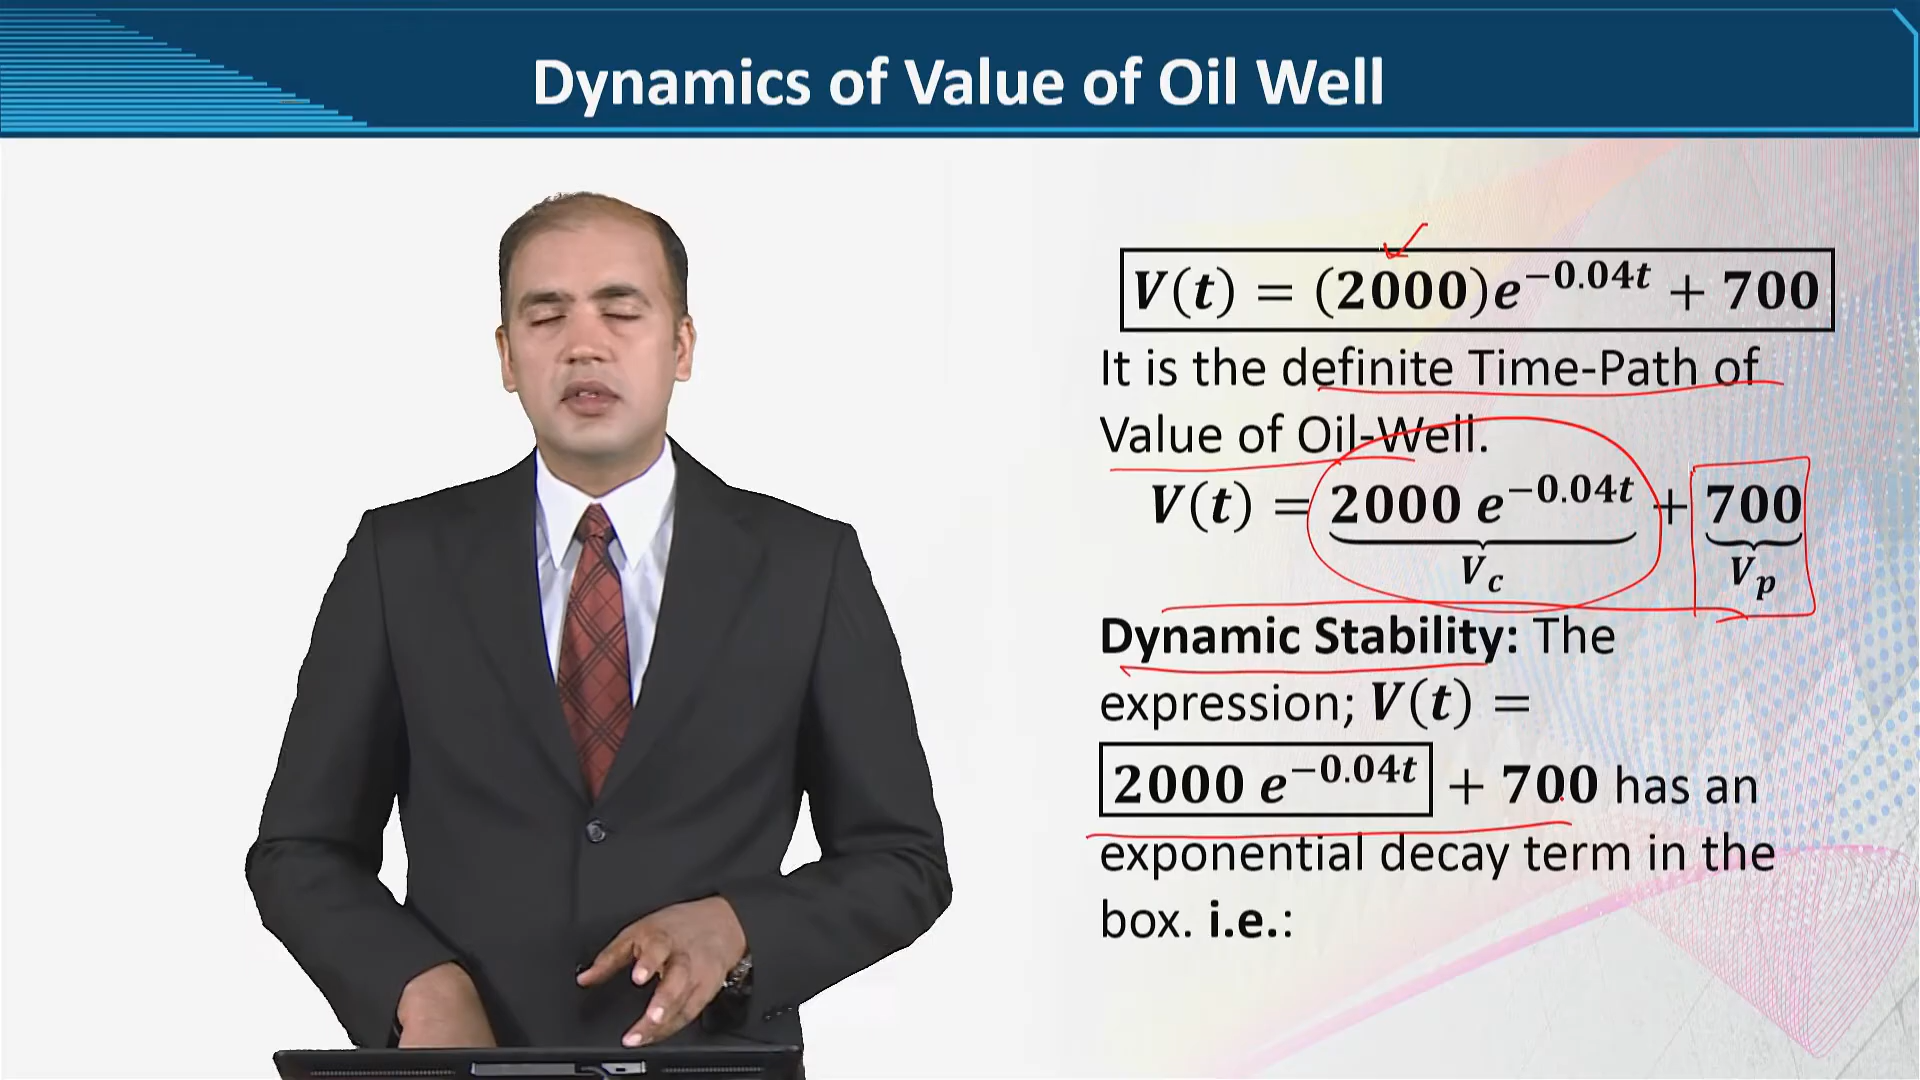 Dynamics of Value of Oil Well
V(t) = (2000)e^{−0.04t} + 700
It is the definite Time-Path of
Value of Oil-Well.
V(t) = 2000 e^{−0.04t} + 700
V_c V_p
Dynamic Stability: The
expression; V(t) =
2000 e^{−0.04t} + 700 has an
exponential decay term in the
box. i.e.: